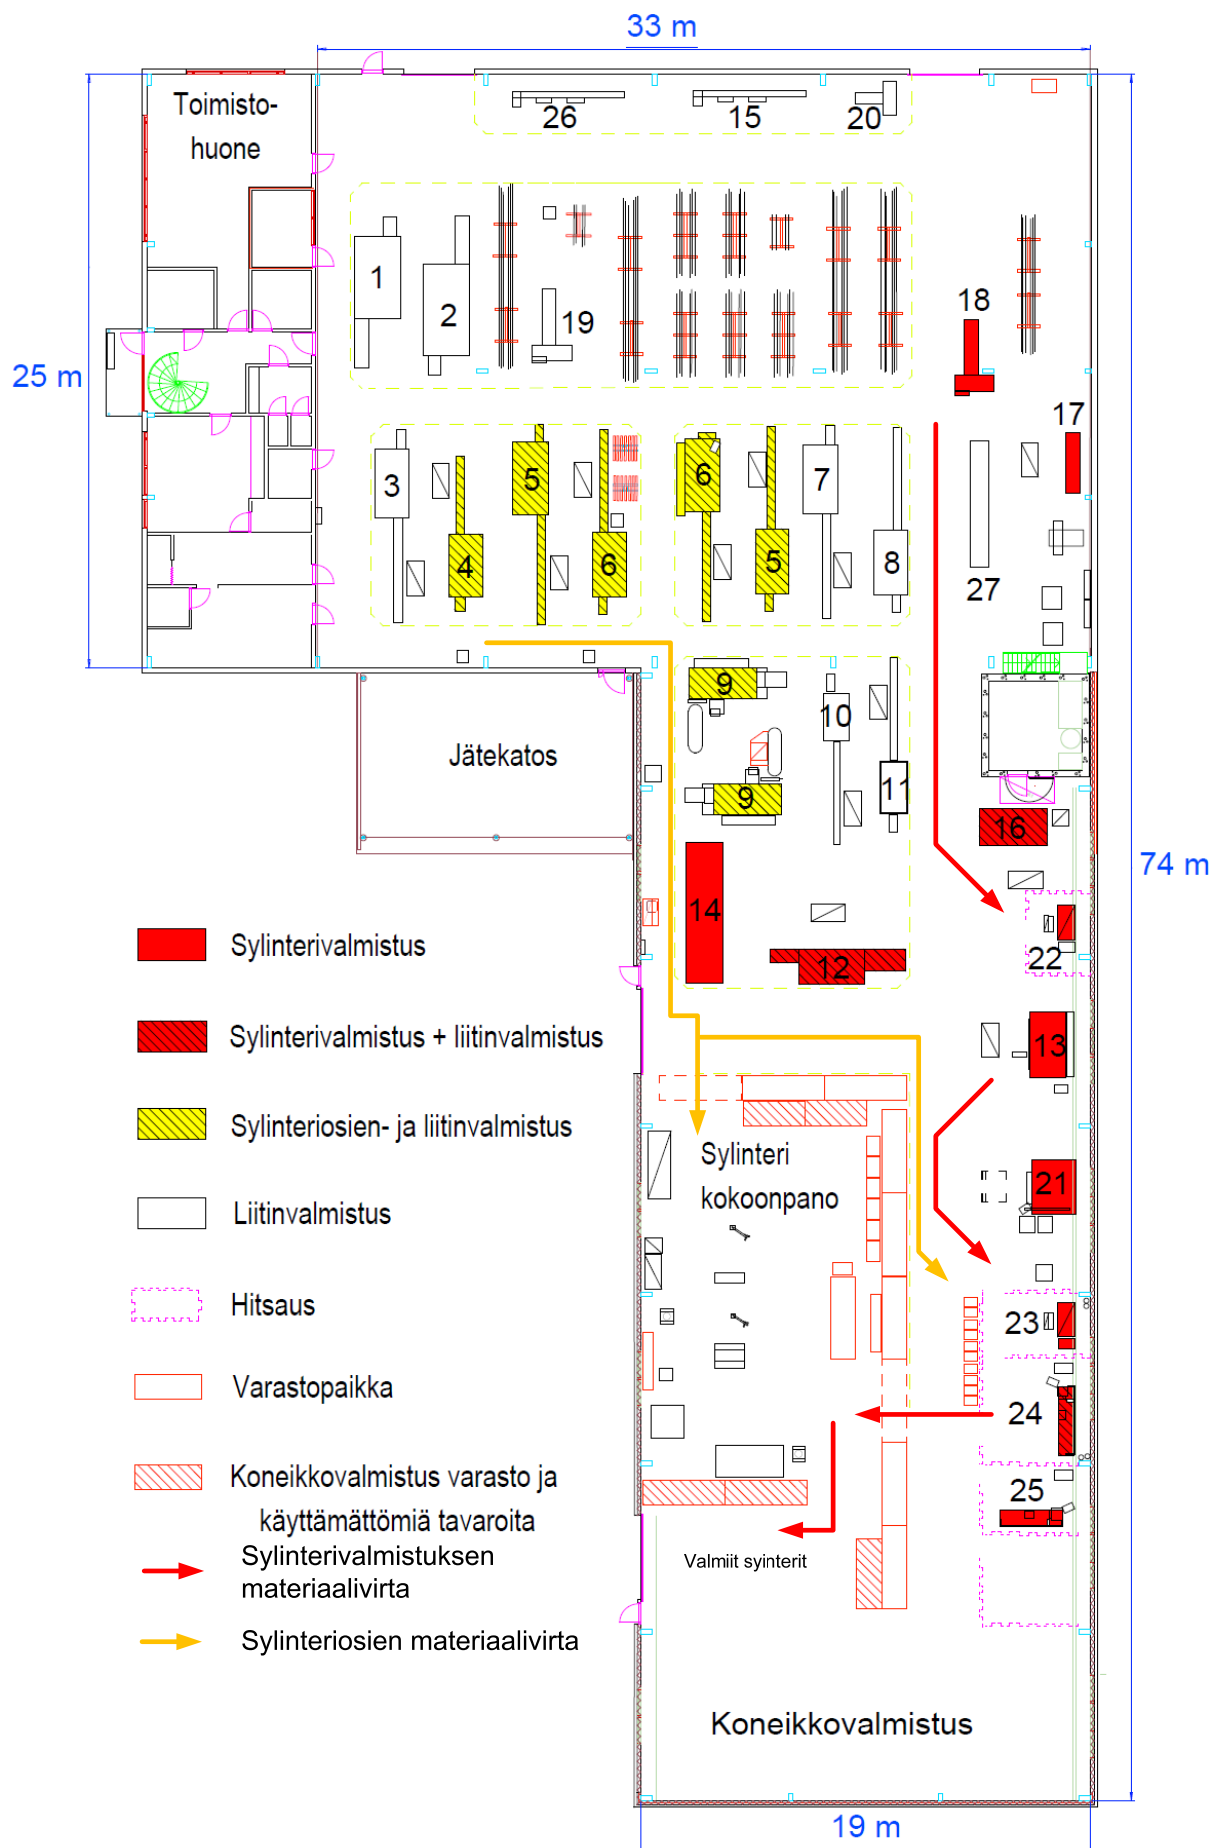 33 m
Toimisto-
huone
26
15
20
1
2
19
18
25 m
17
3
4
5
6
6
5
7
8
27
9
10
11
9
Jätekatos
16
74 m
14
12
22
13
Sylinterivalmistus
Sylinterivalmistus + liitinvalmistus
Sylinteriosien- ja liitinvalmistus
Liitinvalmistus
Hitsaus
Varastopaikka
Koneikkovalmistus varasto ja
käyttämättömiä tavaroita
Sylinterivalmistuksen
materiaalivirta
Sylinteriosien materiaalivirta
Sylinteri
kokoonpano
21
23
24
25
Valmiit syinterit
Koneikkovalmistus
19 m